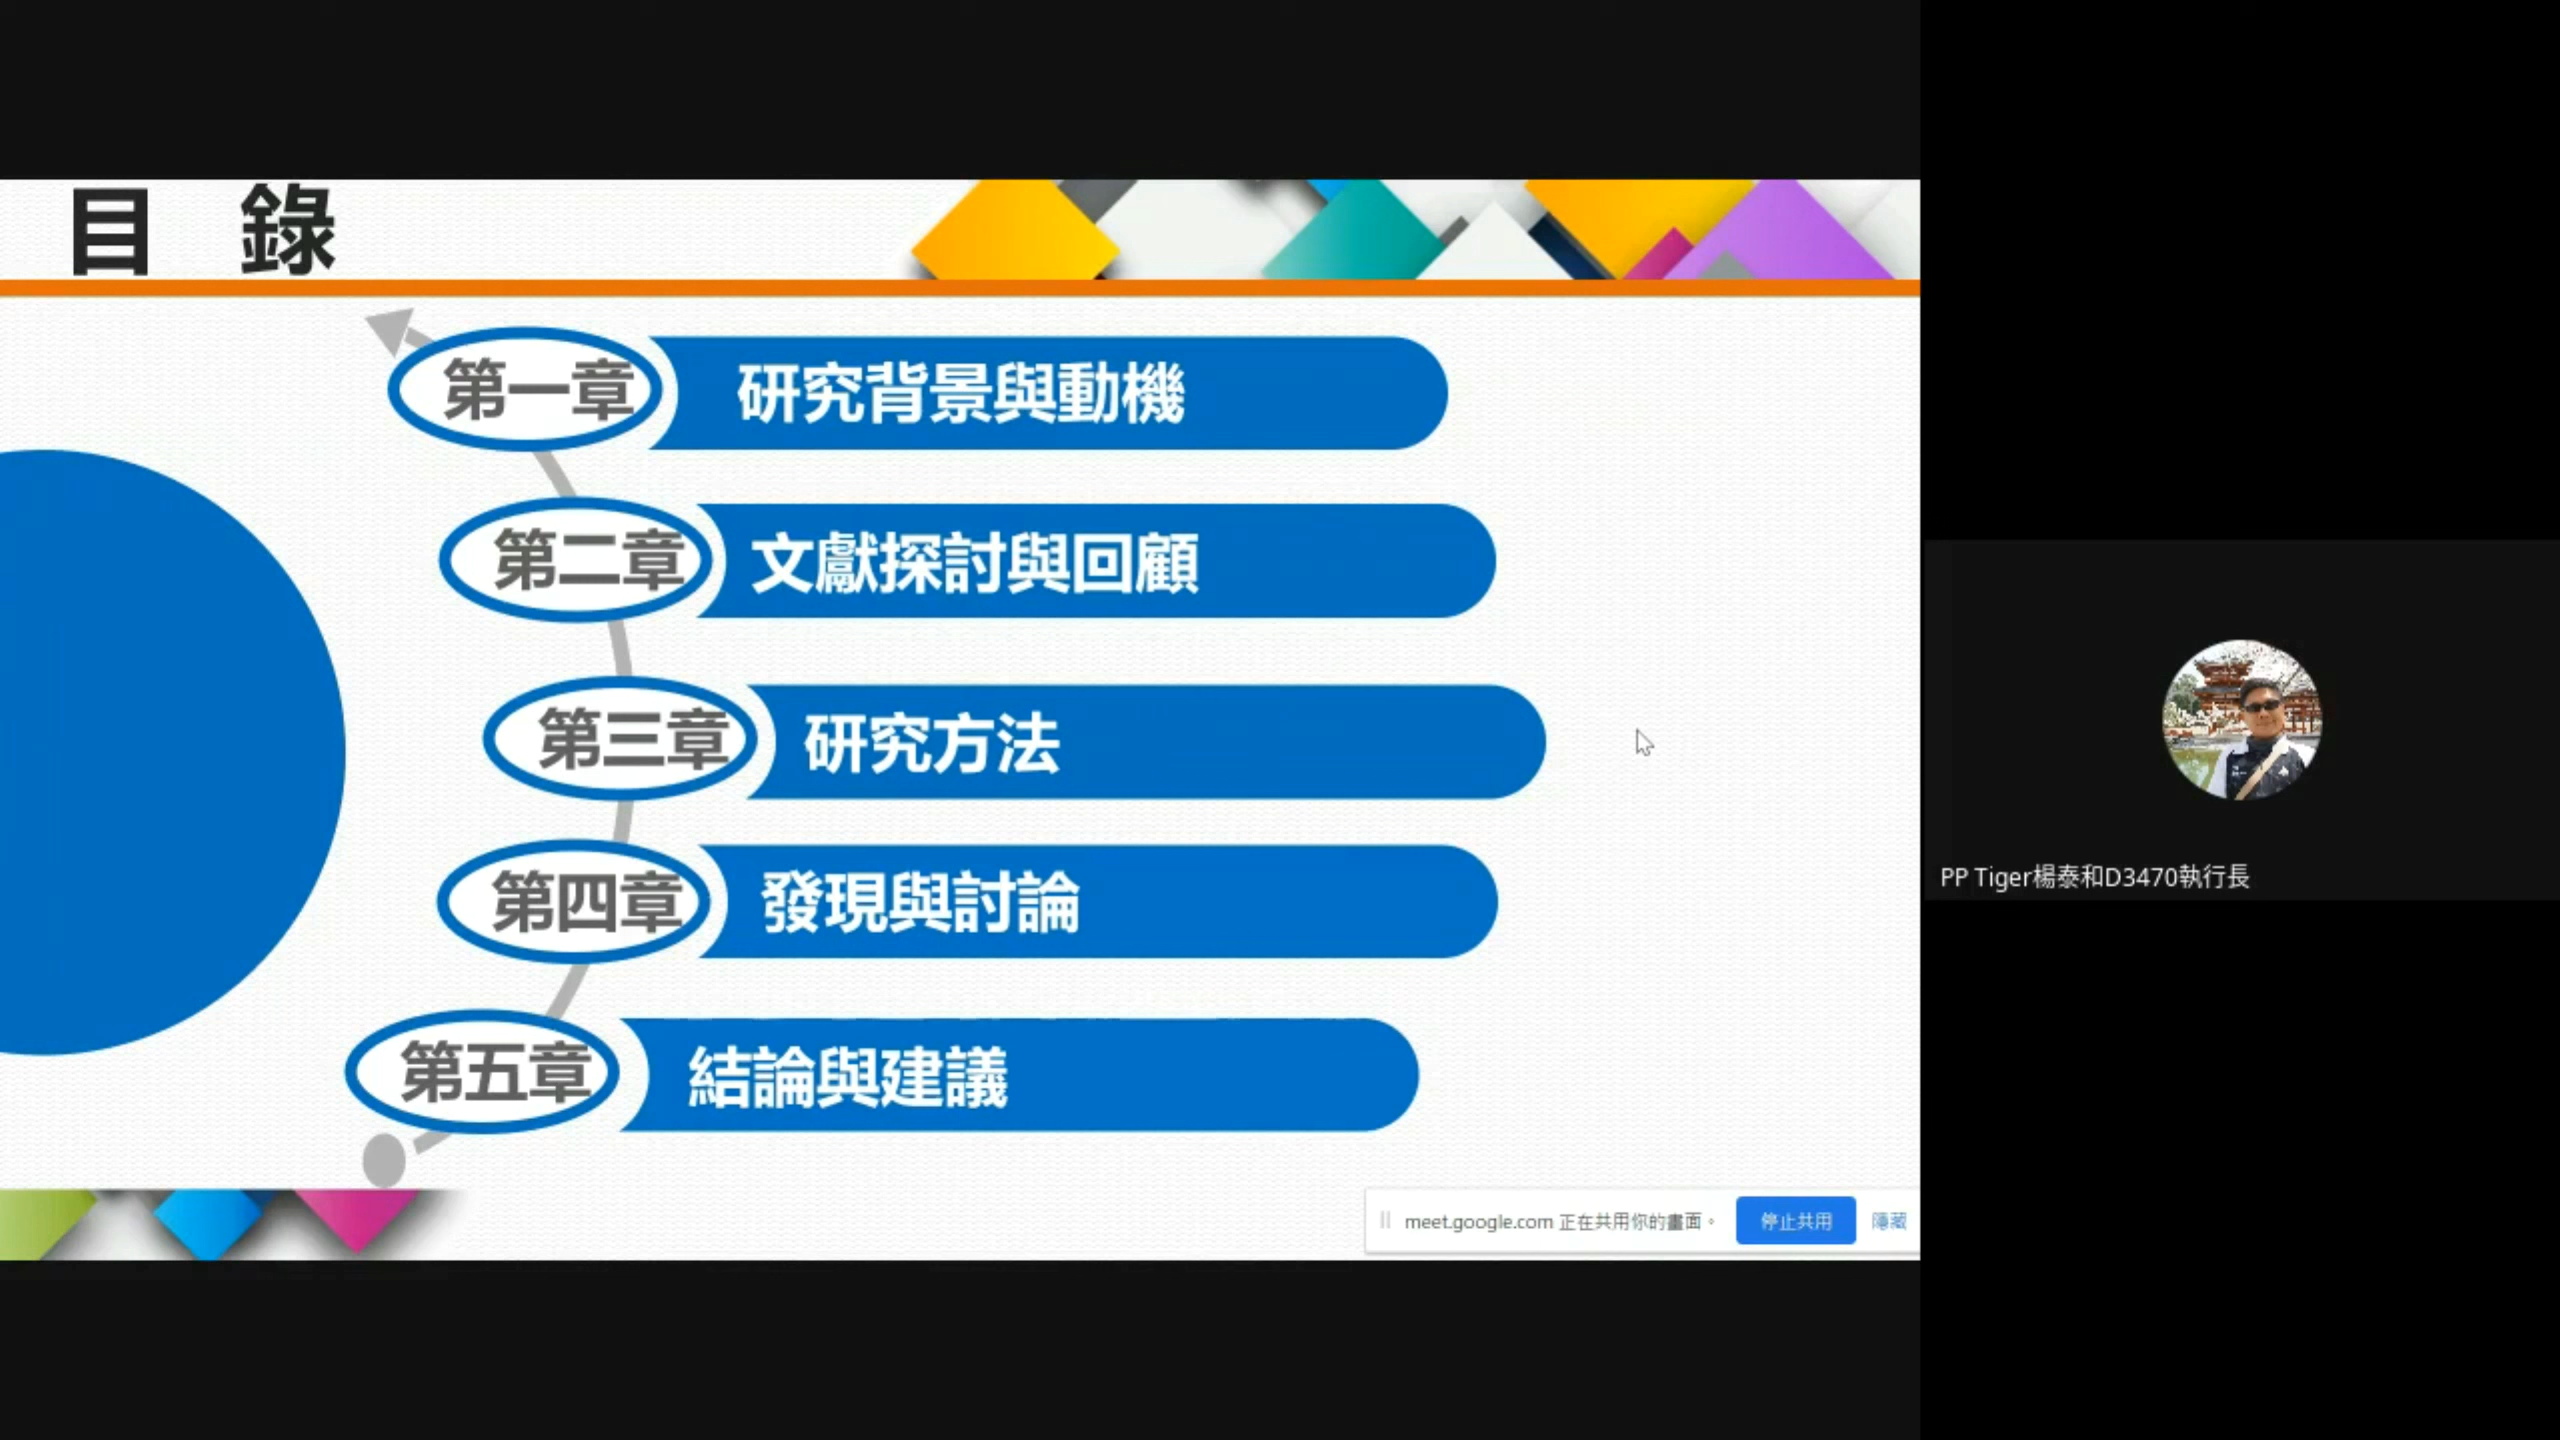 目 錄
第一章 研究背景與動機
第二章 文獻探討與回顧
第三章 研究方法
第四章 發現與討論
第五章 結論與建議
meet.google.com 正在共用你的畫面。 停止共用 隱藏
PP Tiger楊泰和D3470執行長